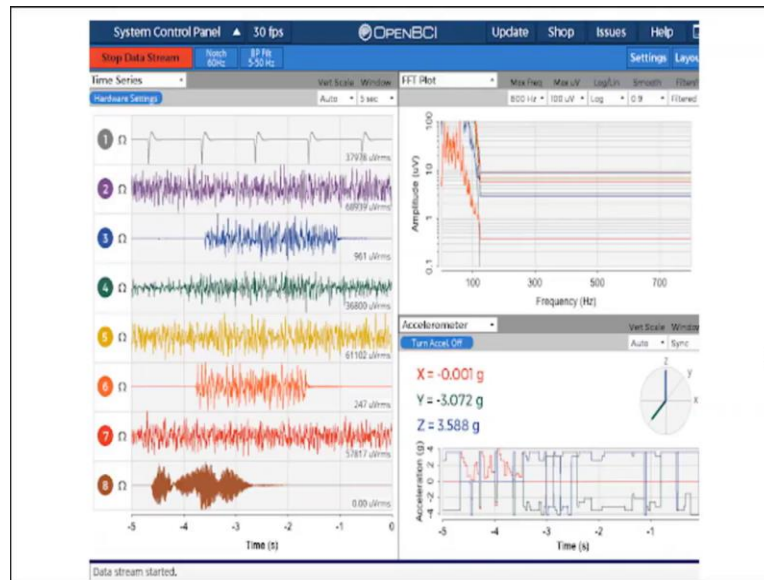 System Control Panel ▲ 30 fps OPENBCI Update Shop Issues Help
Stop Data Stream Notch 60Hz BP Filt 5-50 Hz Settings Layou
Time Series Vert Scale Window
Hardware Settings Auto 5 sec
1 Ω 37978 uVrms
2 Ω 68939 uVrms
3 Ω 961 uVrms
4 Ω 36800 uVrms
5 Ω 61102 uVrms
6 Ω 247 uVrms
7 Ω 57817 uVrms
8 Ω 0.00 uVrms
-5 -4 -3 -2 -1 0
Time (s)
FFT Plot Max Freq Max uV Log/Lin Smooth Filters
800 Hz 100 uV Log 0.9 Filtered
Amplitude (uV)
100
10
1
0.1
100 300 500 700
Frequency (Hz)
Accelerometer Vert Scale Window
Turn Accel. Off Auto Sync
X = -0.001 g
Y = -3.072 g
Z = 3.588 g
z
y
x
Acceleration (g)
4
2
0
-2
-4
-5 -4 -3 -2 -1
Time (s)
Data stream started.